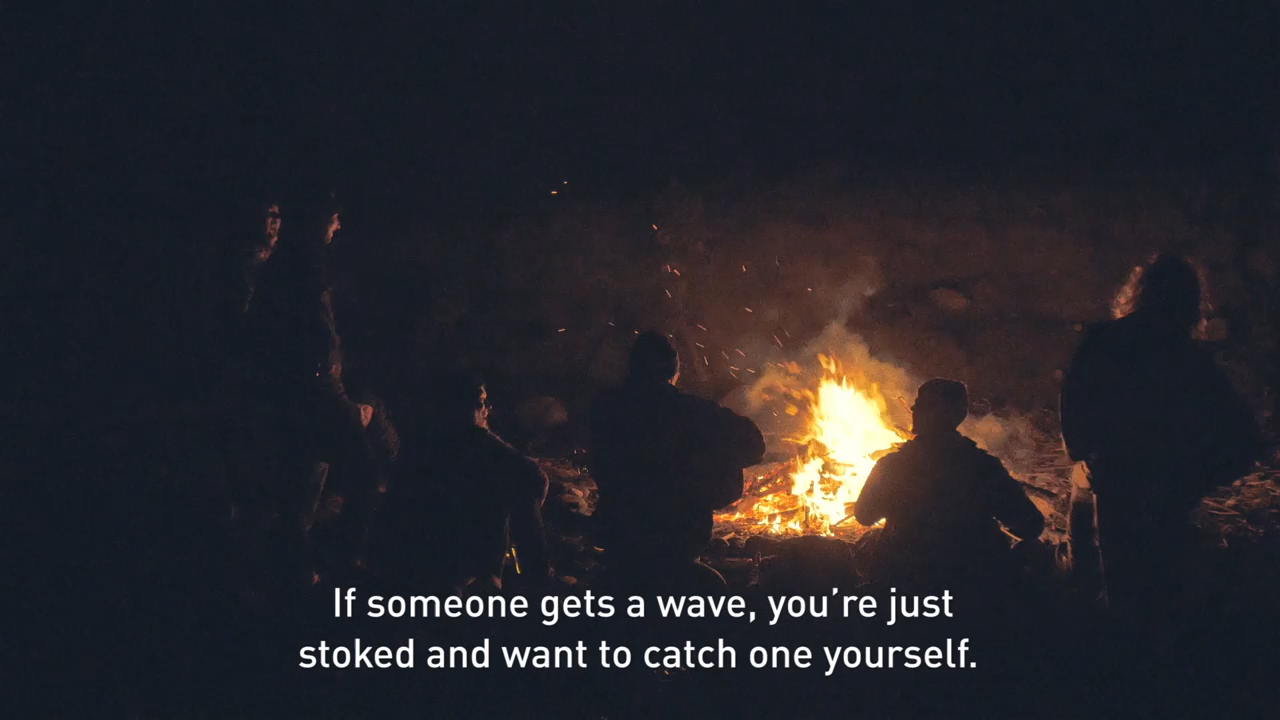 If someone gets a wave, you’re just
stoked and want to catch one yourself.